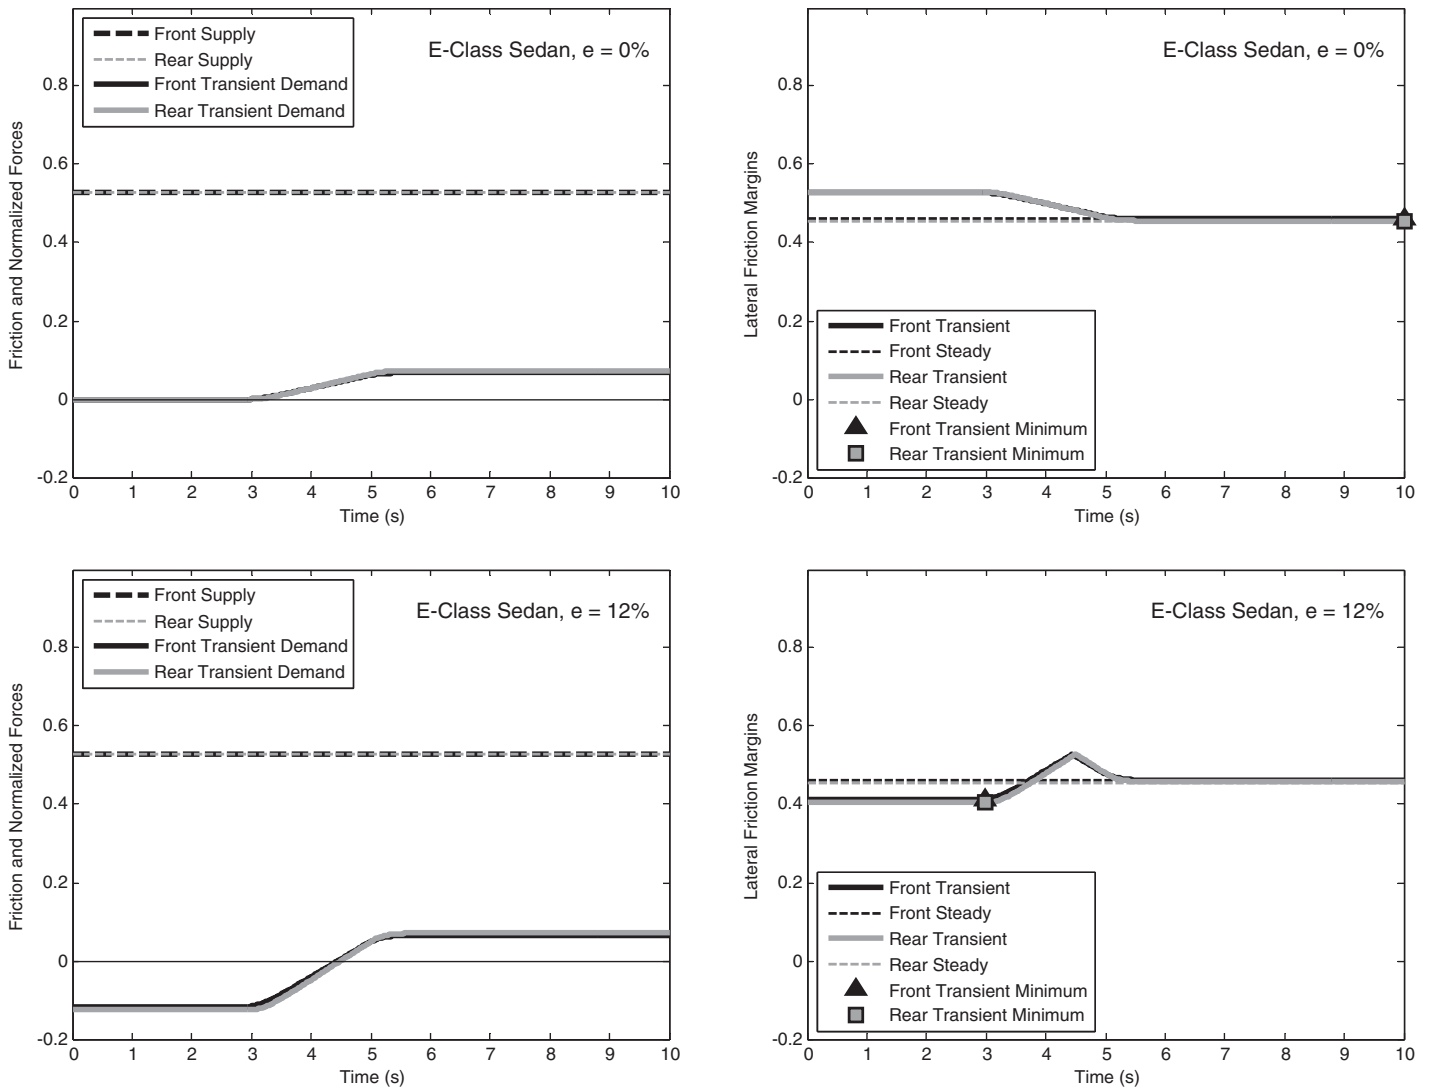 Front Supply
Rear Supply
Front Transient Demand
Rear Transient Demand
E-Class Sedan, e = 0%
Friction and Normalized Forces
0.8
0.6
0.4
0.2
0
-0.2
0 1 2 3 4 5 6 7 8 9 10
Time (s)
E-Class Sedan, e = 0%
Lateral Friction Margins
0.8
0.6
0.4
0.2
0
-0.2
Front Transient
Front Steady
Rear Transient
Rear Steady
Front Transient Minimum
Rear Transient Minimum
0 1 2 3 4 5 6 7 8 9 10
Time (s)
Front Supply
Rear Supply
Front Transient Demand
Rear Transient Demand
E-Class Sedan, e = 12%
Friction and Normalized Forces
0.8
0.6
0.4
0.2
0
-0.2
0 1 2 3 4 5 6 7 8 9 10
Time (s)
E-Class Sedan, e = 12%
Lateral Friction Margins
0.8
0.6
0.4
0.2
0
-0.2
Front Transient
Front Steady
Rear Transient
Rear Steady
Front Transient Minimum
Rear Transient Minimum
0 1 2 3 4 5 6 7 8 9 10
Time (s)